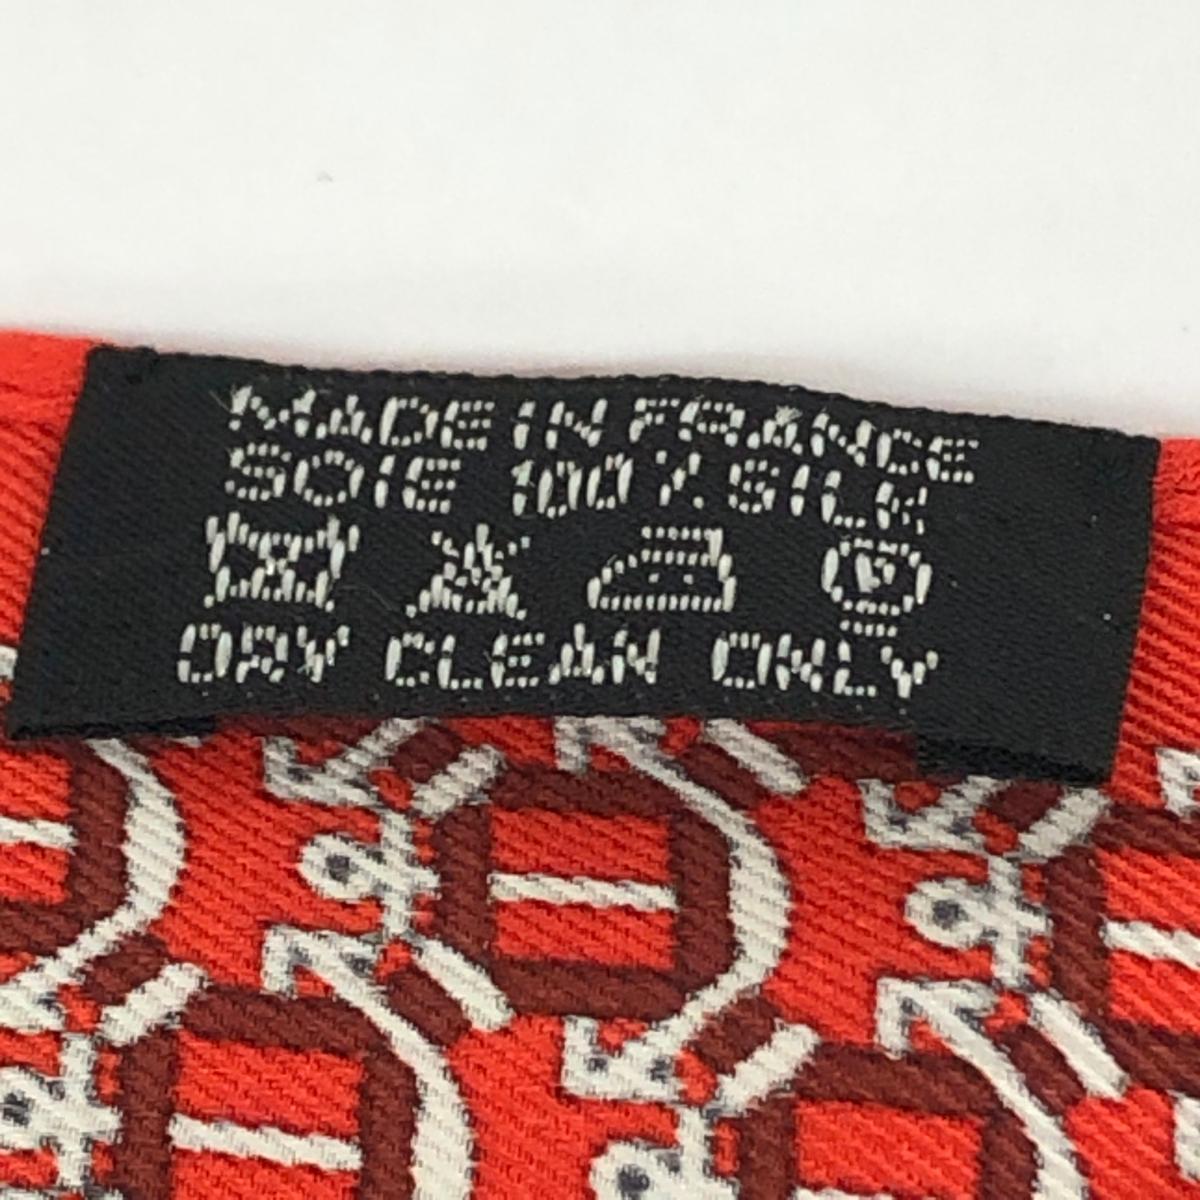 MADE IN FRANCE
SOIE 100% SILK
DRY CLEAN ONLY